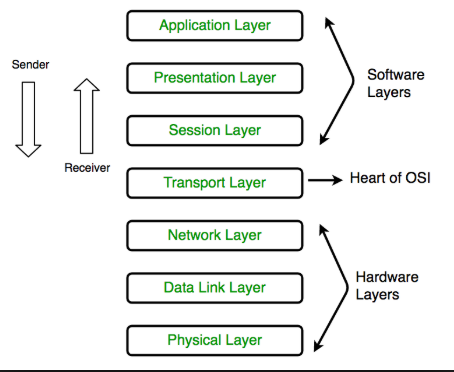 Application Layer
Sender
Presentation Layer
Software
Layers
Session Layer
Receiver
Transport Layer
Heart of OSI
Network Layer
Data Link Layer
Hardware
Layers
Physical Layer